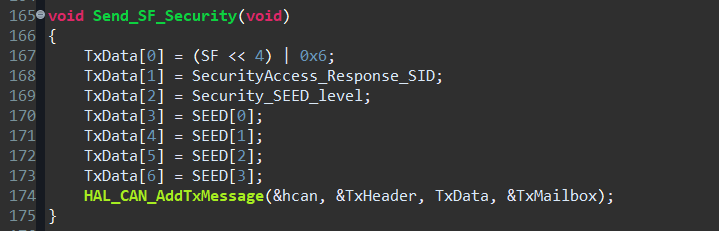 165 void Send_SF_Security(void)
166 {
167     TxData[0] = (SF << 4) | 0x6;
168     TxData[1] = SecurityAccess_Response_SID;
169     TxData[2] = Security_SEED_level;
170     TxData[3] = SEED[0];
171     TxData[4] = SEED[1];
172     TxData[5] = SEED[2];
173     TxData[6] = SEED[3];
174     HAL_CAN_AddTxMessage(&hcan, &TxHeader, TxData, &TxMailbox);
175 }